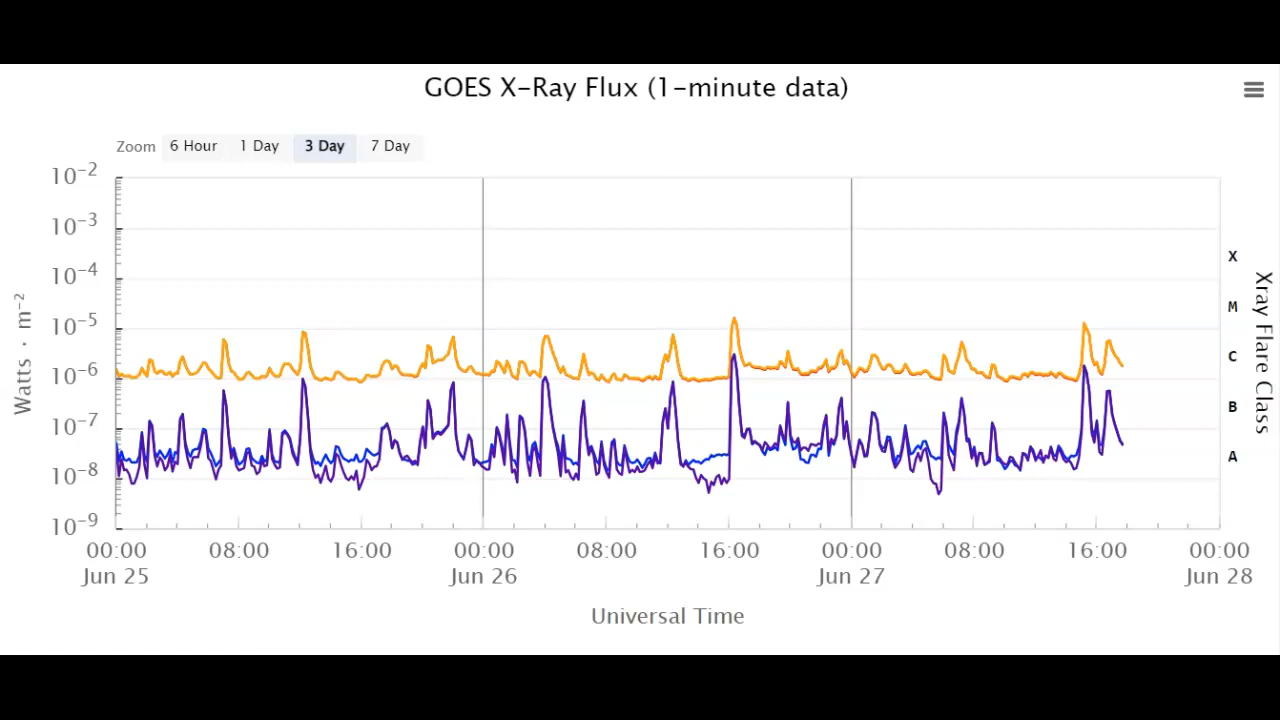 GOES X-Ray Flux (1-minute data)
Zoom 6 Hour 1 Day 3 Day 7 Day
10⁻²
10⁻³
10⁻⁴
10⁻⁵
10⁻⁶
10⁻⁷
10⁻⁸
10⁻⁹
Watts · m⁻²
X
M
C
B
A
Xray Flare Class
00:00 08:00 16:00 00:00 08:00 16:00 00:00 08:00 16:00 00:00
Jun 25 Jun 26 Jun 27 Jun 28
Universal Time